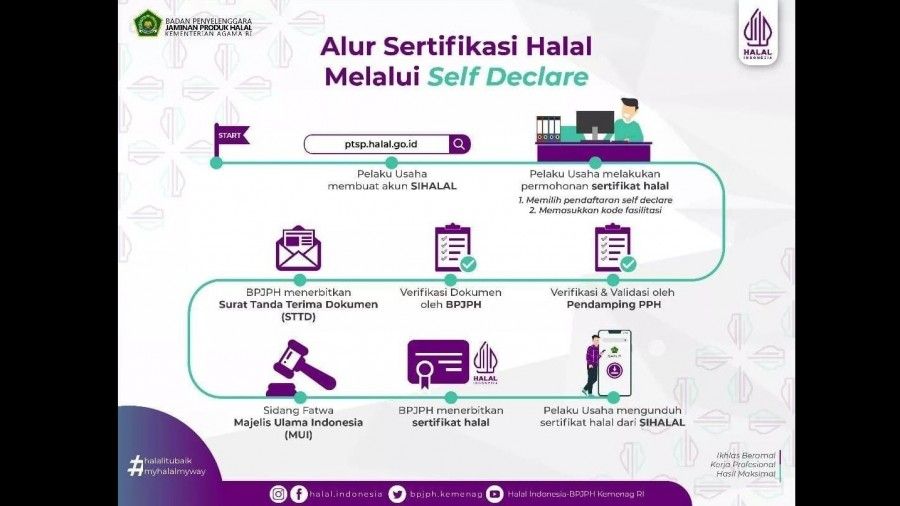 BADAN PENYELENGGARA
JAMINAN PRODUK HALAL
KEMENTERIAN AGAMA RI
HALAL
INDONESIA
Alur Sertifikasi Halal
Melalui Self Declare
START
ptsp.halal.go.id
Pelaku Usaha
membuat akun SIHALAL
Pelaku Usaha melakukan
permohonan sertifikat halal
1. Memilih pendaftaran self declare
2. Memasukkan kode fasilitasi
Verifikasi & Validasi oleh
Pendamping PPH
Verifikasi Dokumen
oleh BPJPH
BPJPH menerbitkan
Surat Tanda Terima Dokumen
(STTD)
Sidang Fatwa
Majelis Ulama Indonesia
(MUI)
HALAL
INDONESIA
BPJPH menerbitkan
sertifikat halal
Pelaku Usaha mengunduh
sertifikat halal dari SIHALAL
#halalitubaik
myhalalmyway
Ikhlas Beramal
Kerja Profesional
Hasil Maksimal
halal.indonesia
bpjph.kemenag
Halal Indonesia-BPJPH Kemenag RI